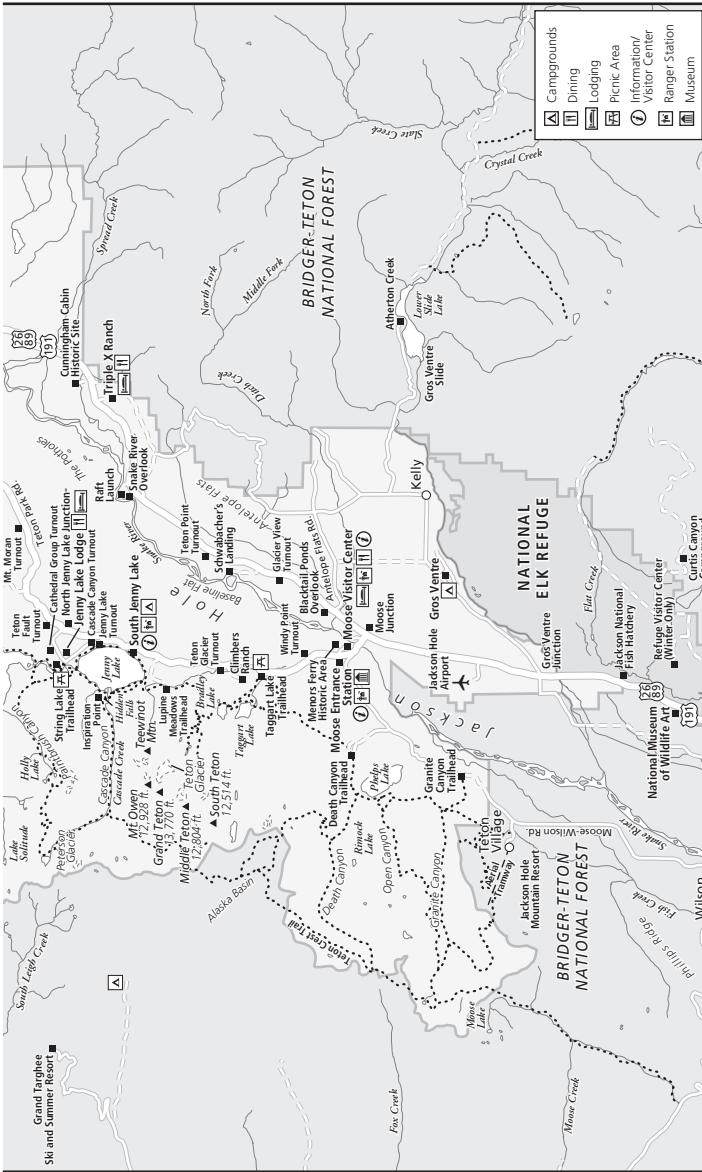 Grand Targhee
Ski and Summer Resort
South Leigh Creek
Lake
Solitude
Holly
Lake
Paintbrush Canyon
Peterson
Glacier
String Lake
Trailhead
Inspiration
Point
Cascade Canyon
Cascade Creek
Hidden
Falls
Jenny
Lake
Mt. Moran
Turnout
Teton Park Rd.
Teton
Fault
Turnout
Cathedral Group Turnout
North Jenny Lake Junction
Jenny Lake Lodge
Cascade Canyon Turnout
Jenny Lake
Turnout
South Jenny Lake
The Potholes
26
89
191
Cunningham Cabin
Historic Site
Triple X Ranch
Spread Creek
Raft
Launch
Snake River
Overlook
Snake River
Mt. Owen
12,928 ft.
Teewinot
Mtn.
Grand Teton
13,770 ft.
Middle Teton
12,804 ft.
Teton
Glacier
South Teton
12,514 ft.
Lupine
Meadows
Trailhead
Bradley
Lake
Taggart
Lake
Teton
Glacier
Turnout
Climbers
Ranch
Taggart Lake
Trailhead
Windy Point
Turnout
Teton Point
Turnout
Schwabacher's
Landing
Baseline Flat
Glacier View
Turnout
Blacktail Ponds
Overlook
Antelope Flats
Antelope Flats Rd.
Jackson
Hole
Menors Ferry
Historic Area
Moose Entrance
Station
Moose Visitor Center
Moose
Junction
Ditch Creek
North Fork
Middle Fork
BRIDGER-TETON
NATIONAL FOREST
Slate Creek
Crystal Creek
Atherton Creek
Lower
Slide
Lake
Gros Ventre
Slide
Kelly
Gros Ventre
Alaska Basin
Teton Crest Trail
Death Canyon
Death Canyon
Trailhead
Phelps
Lake
Rimrock
Lake
Open Canyon
Granite Canyon
Granite
Canyon
Trailhead
Moose
Lake
Teton
Village
Aerial
Tramway
Jackson Hole
Mountain Resort
Moose-Wilson Rd.
BRIDGER-TETON
NATIONAL FOREST
Fox Creek
Moose Creek
Phillips Ridge
Fish Creek
Wilson
Snake River
Jackson Hole
Airport
Gros Ventre
Junction
NATIONAL
ELK REFUGE
Flat Creek
Jackson National
Fish Hatchery
Refuge Visitor Center
(Winter Only)
26
89
National Museum
of Wildlife Art
191
Curtis Canyon
Campgrounds
Dining
Lodging
Picnic Area
Information/
Visitor Center
Ranger Station
Museum